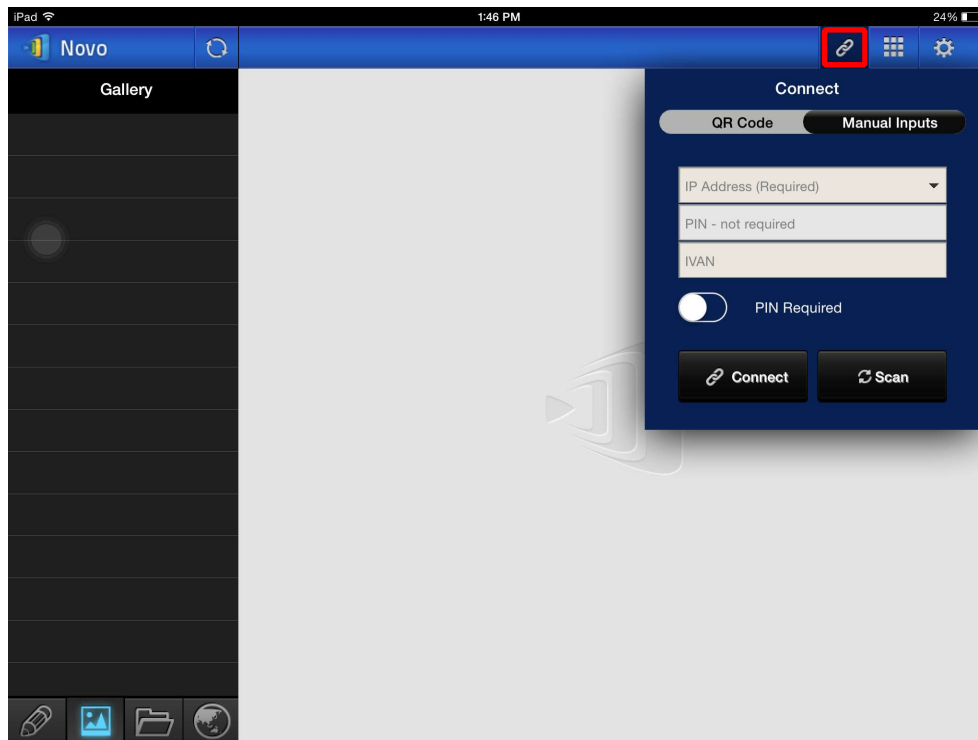 iPad 1:46 PM 24%
Novo
Gallery
Connect
QR Code Manual Inputs
IP Address (Required)
PIN - not required
IVAN
PIN Required
Connect Scan